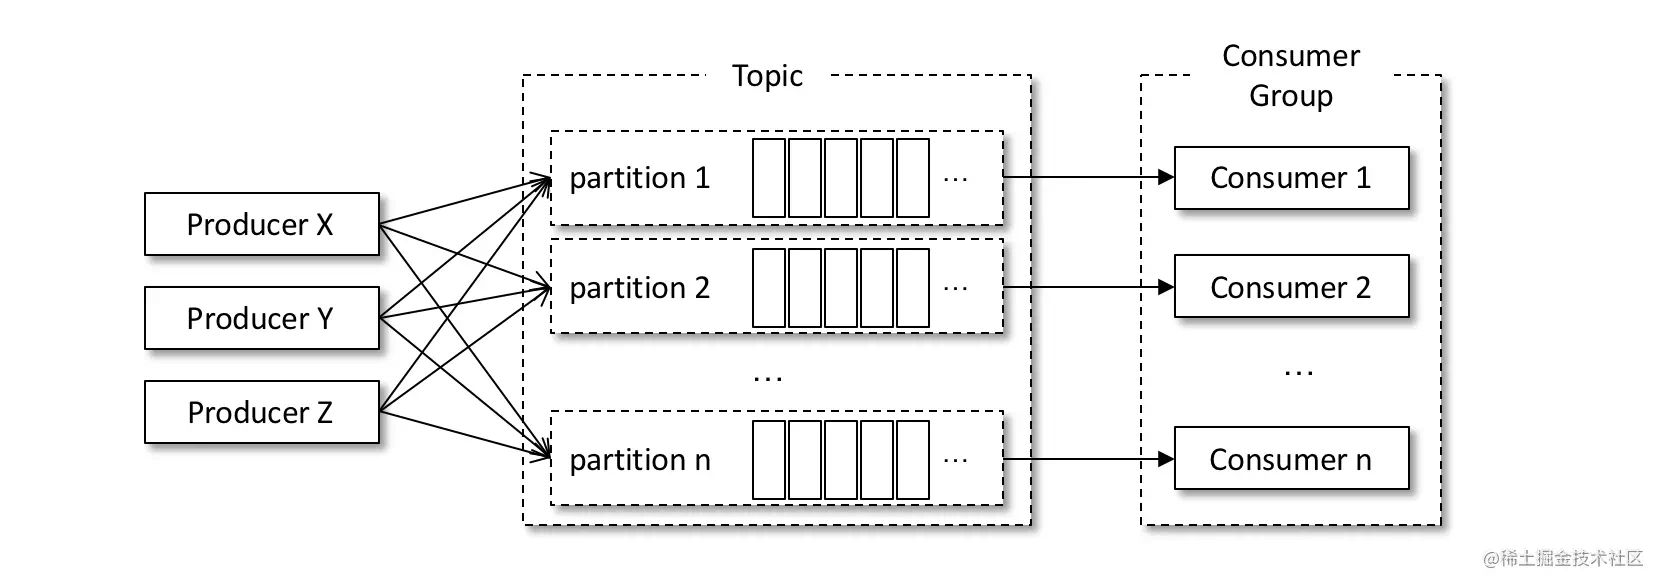 Topic
Consumer
Group
Producer X
Producer Y
Producer Z
partition 1
...
partition 2
...
...
partition n
...
Consumer 1
Consumer 2
...
Consumer n
@稀土掘金技术社区